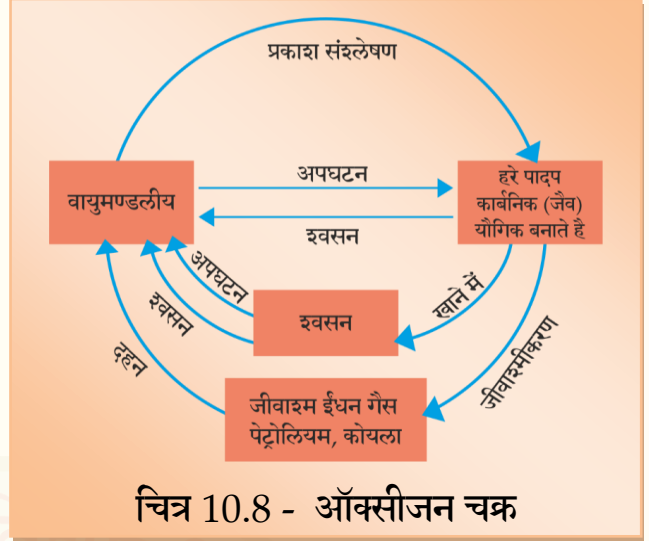 प्रकाश संश्लेषण
वायुमण्डलीय
अपघटन
श्वसन
हरे पादप
कार्बनिक (जैव)
यौगिक बनाते है
अपघटन
श्वसन
दहन
श्वसन
खाने में
जीवाश्मीकरण
जीवाश्म ईंधन गैस
पेट्रोलियम, कोयला
चित्र 10.8 - ऑक्सीजन चक्र